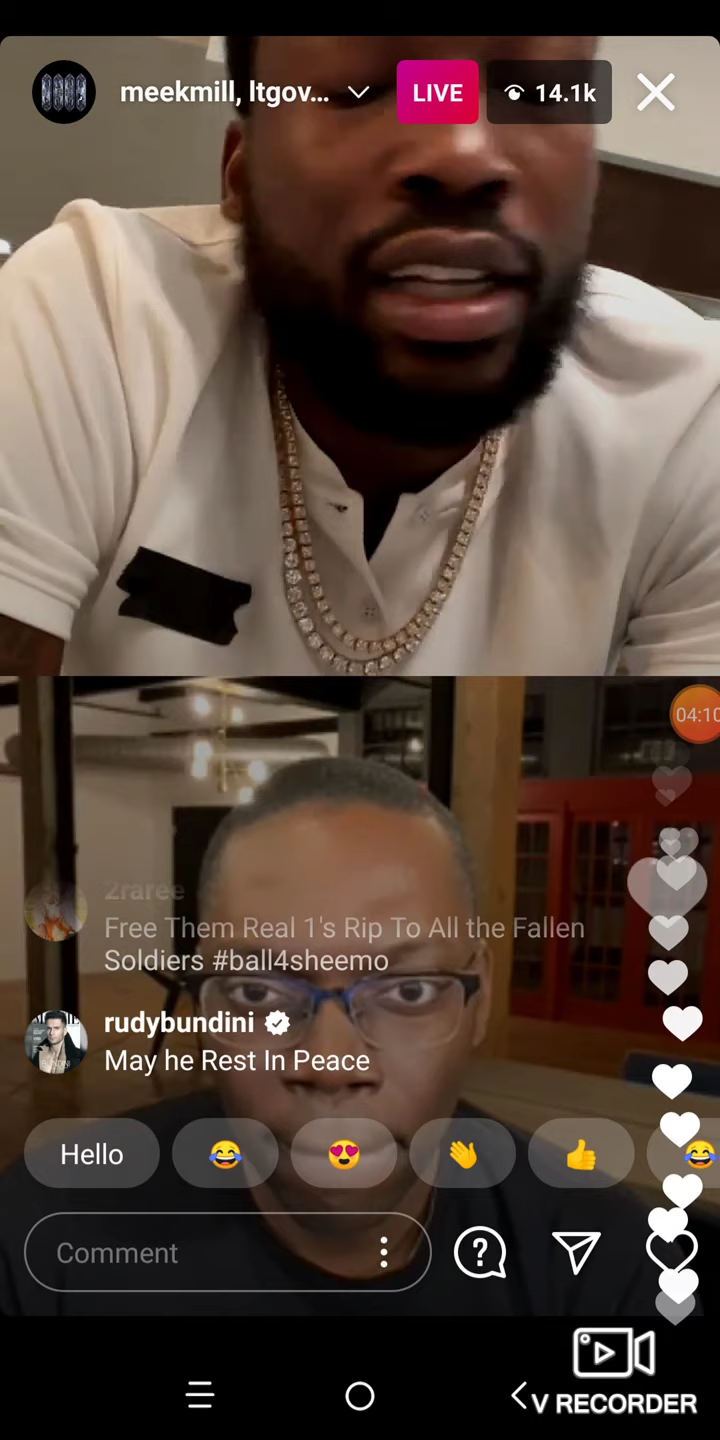 meekmill, ltgov...
LIVE
14.1k
04:10
2raree
Free Them Real 1's Rip To All the Fallen
Soldiers #ball4sheemo
rudybundini
May he Rest In Peace
Hello
Comment
V RECORDER